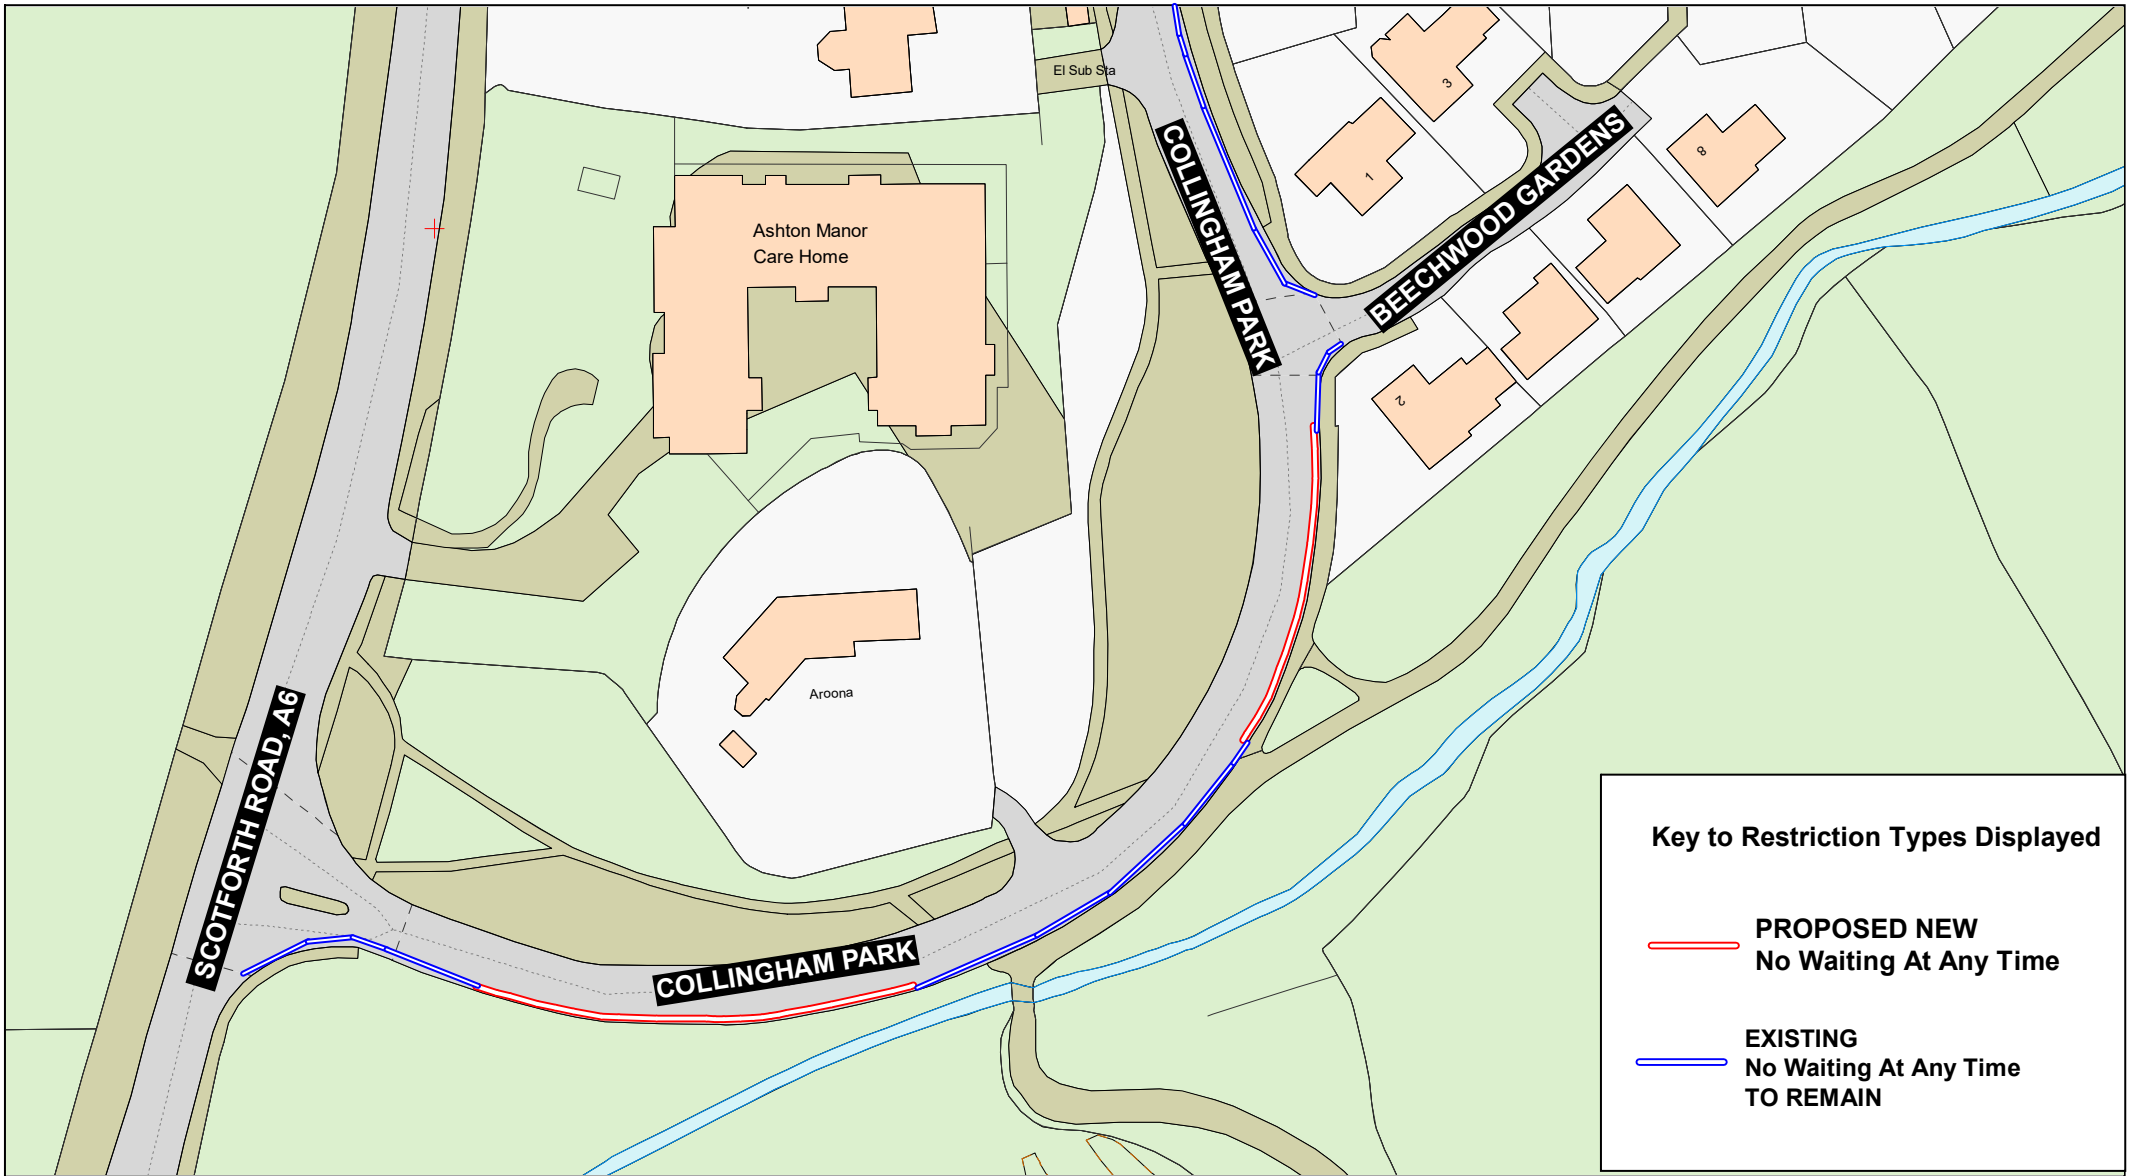 El Sub Sta
3
1
8
2
COLLINGHAM PARK
BEECHWOOD GARDENS
Ashton Manor
Care Home
Aroona
SCOTFORTH ROAD, A6
COLLINGHAM PARK
Key to Restriction Types Displayed
PROPOSED NEW
No Waiting At Any Time
EXISTING
No Waiting At Any Time
TO REMAIN